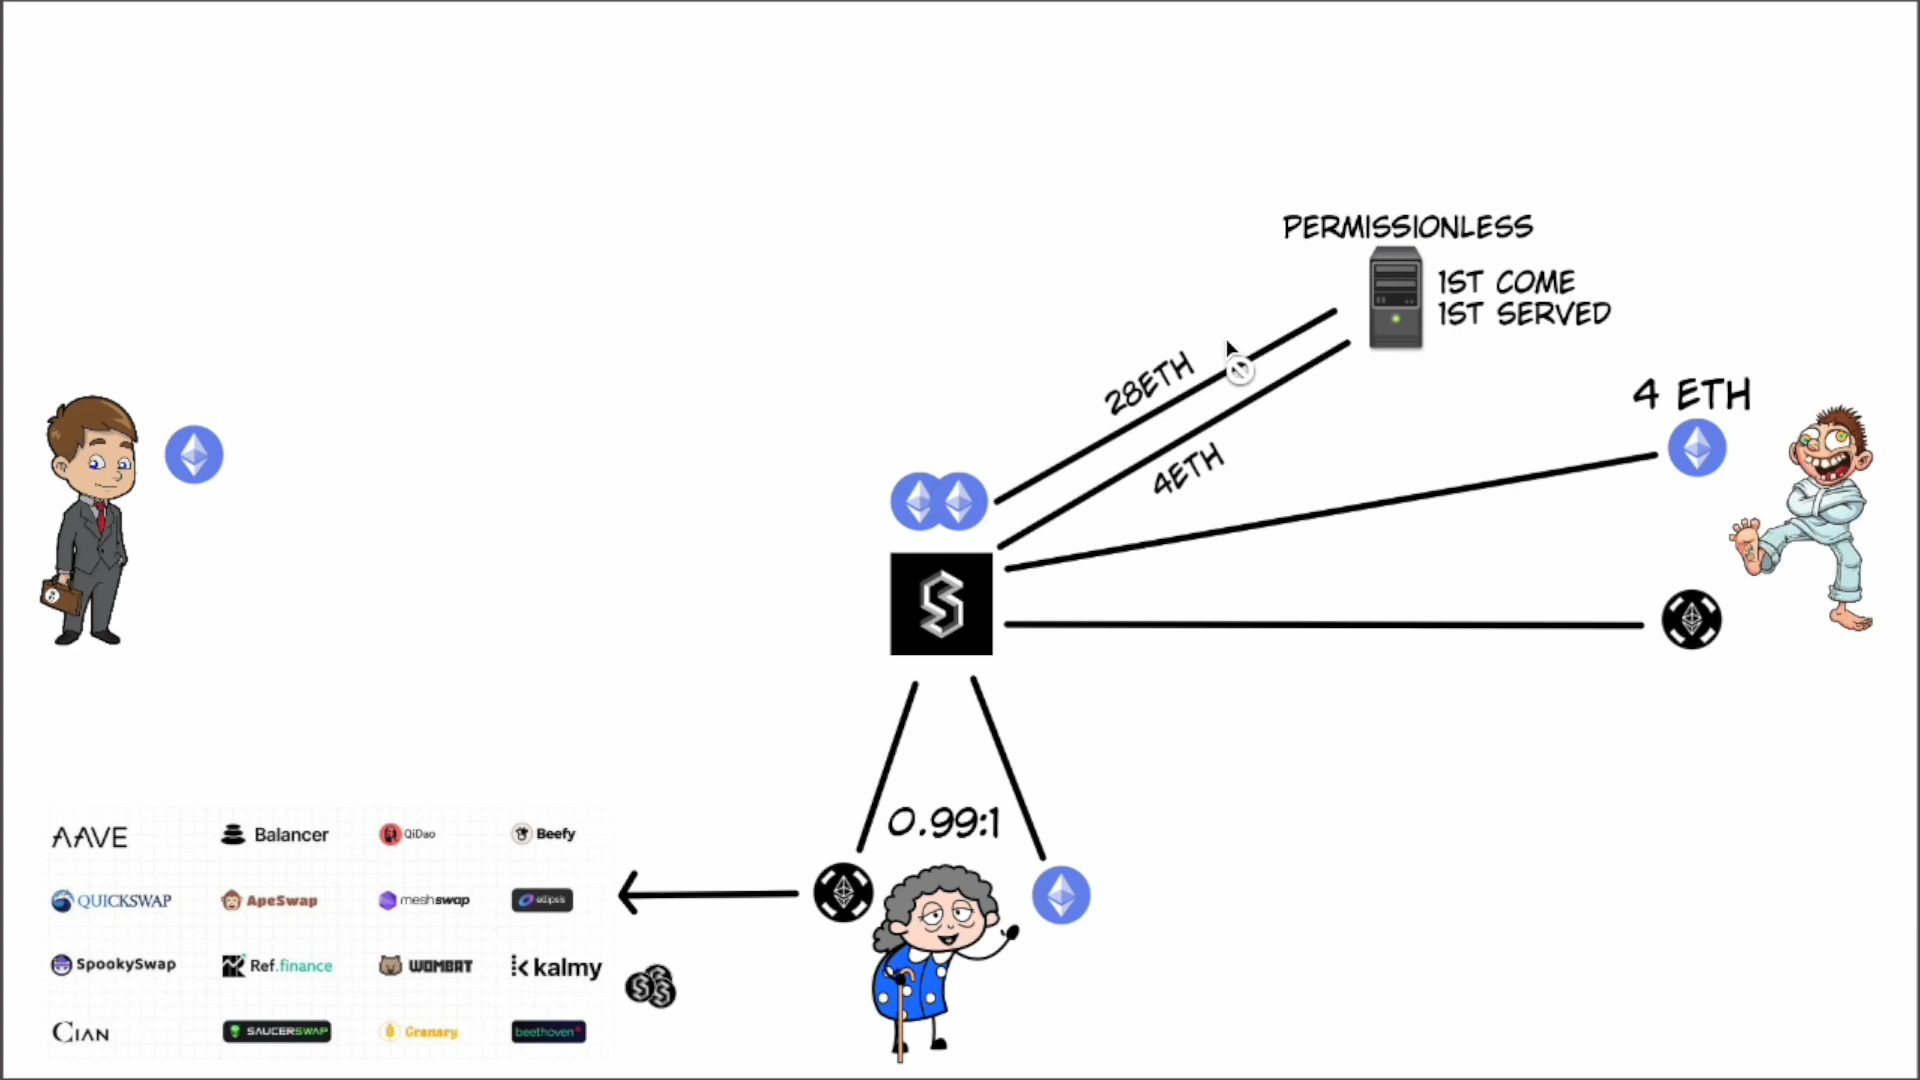 PERMISSIONLESS
1ST COME
1ST SERVED
28ETH
4ETH
4 ETH
0.99:1
AAVE
Balancer
QiDao
Beefy
QUICKSWAP
ApeSwap
meshswap
ellipsis
SpookySwap
Ref.finance
WOMBAT
kalmy
CIAN
SAUCERSWAP
Granary
beethoven